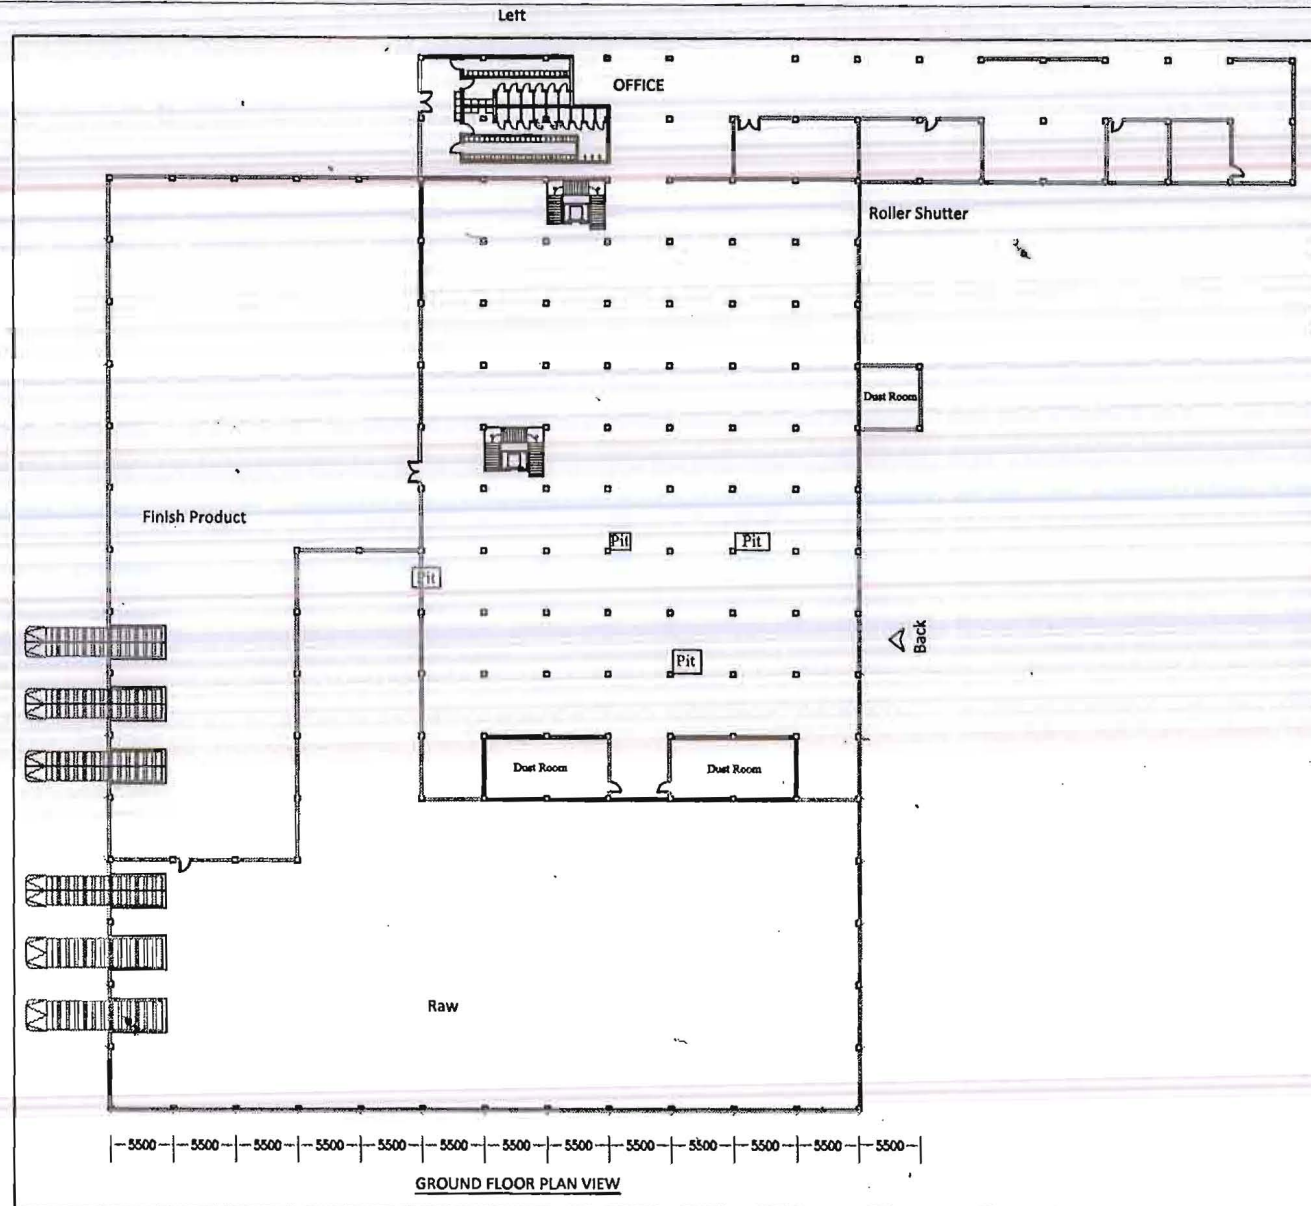 Left
OFFICE
Roller Shutter
Dust Room
Finish Product
Pit
Pit
Pit
Back
Pit
Dust Room
Dust Room
Raw
5500 5500 5500 5500 5500 5500 5500 5500 5500 5500 5500 5500 5500
GROUND FLOOR PLAN VIEW